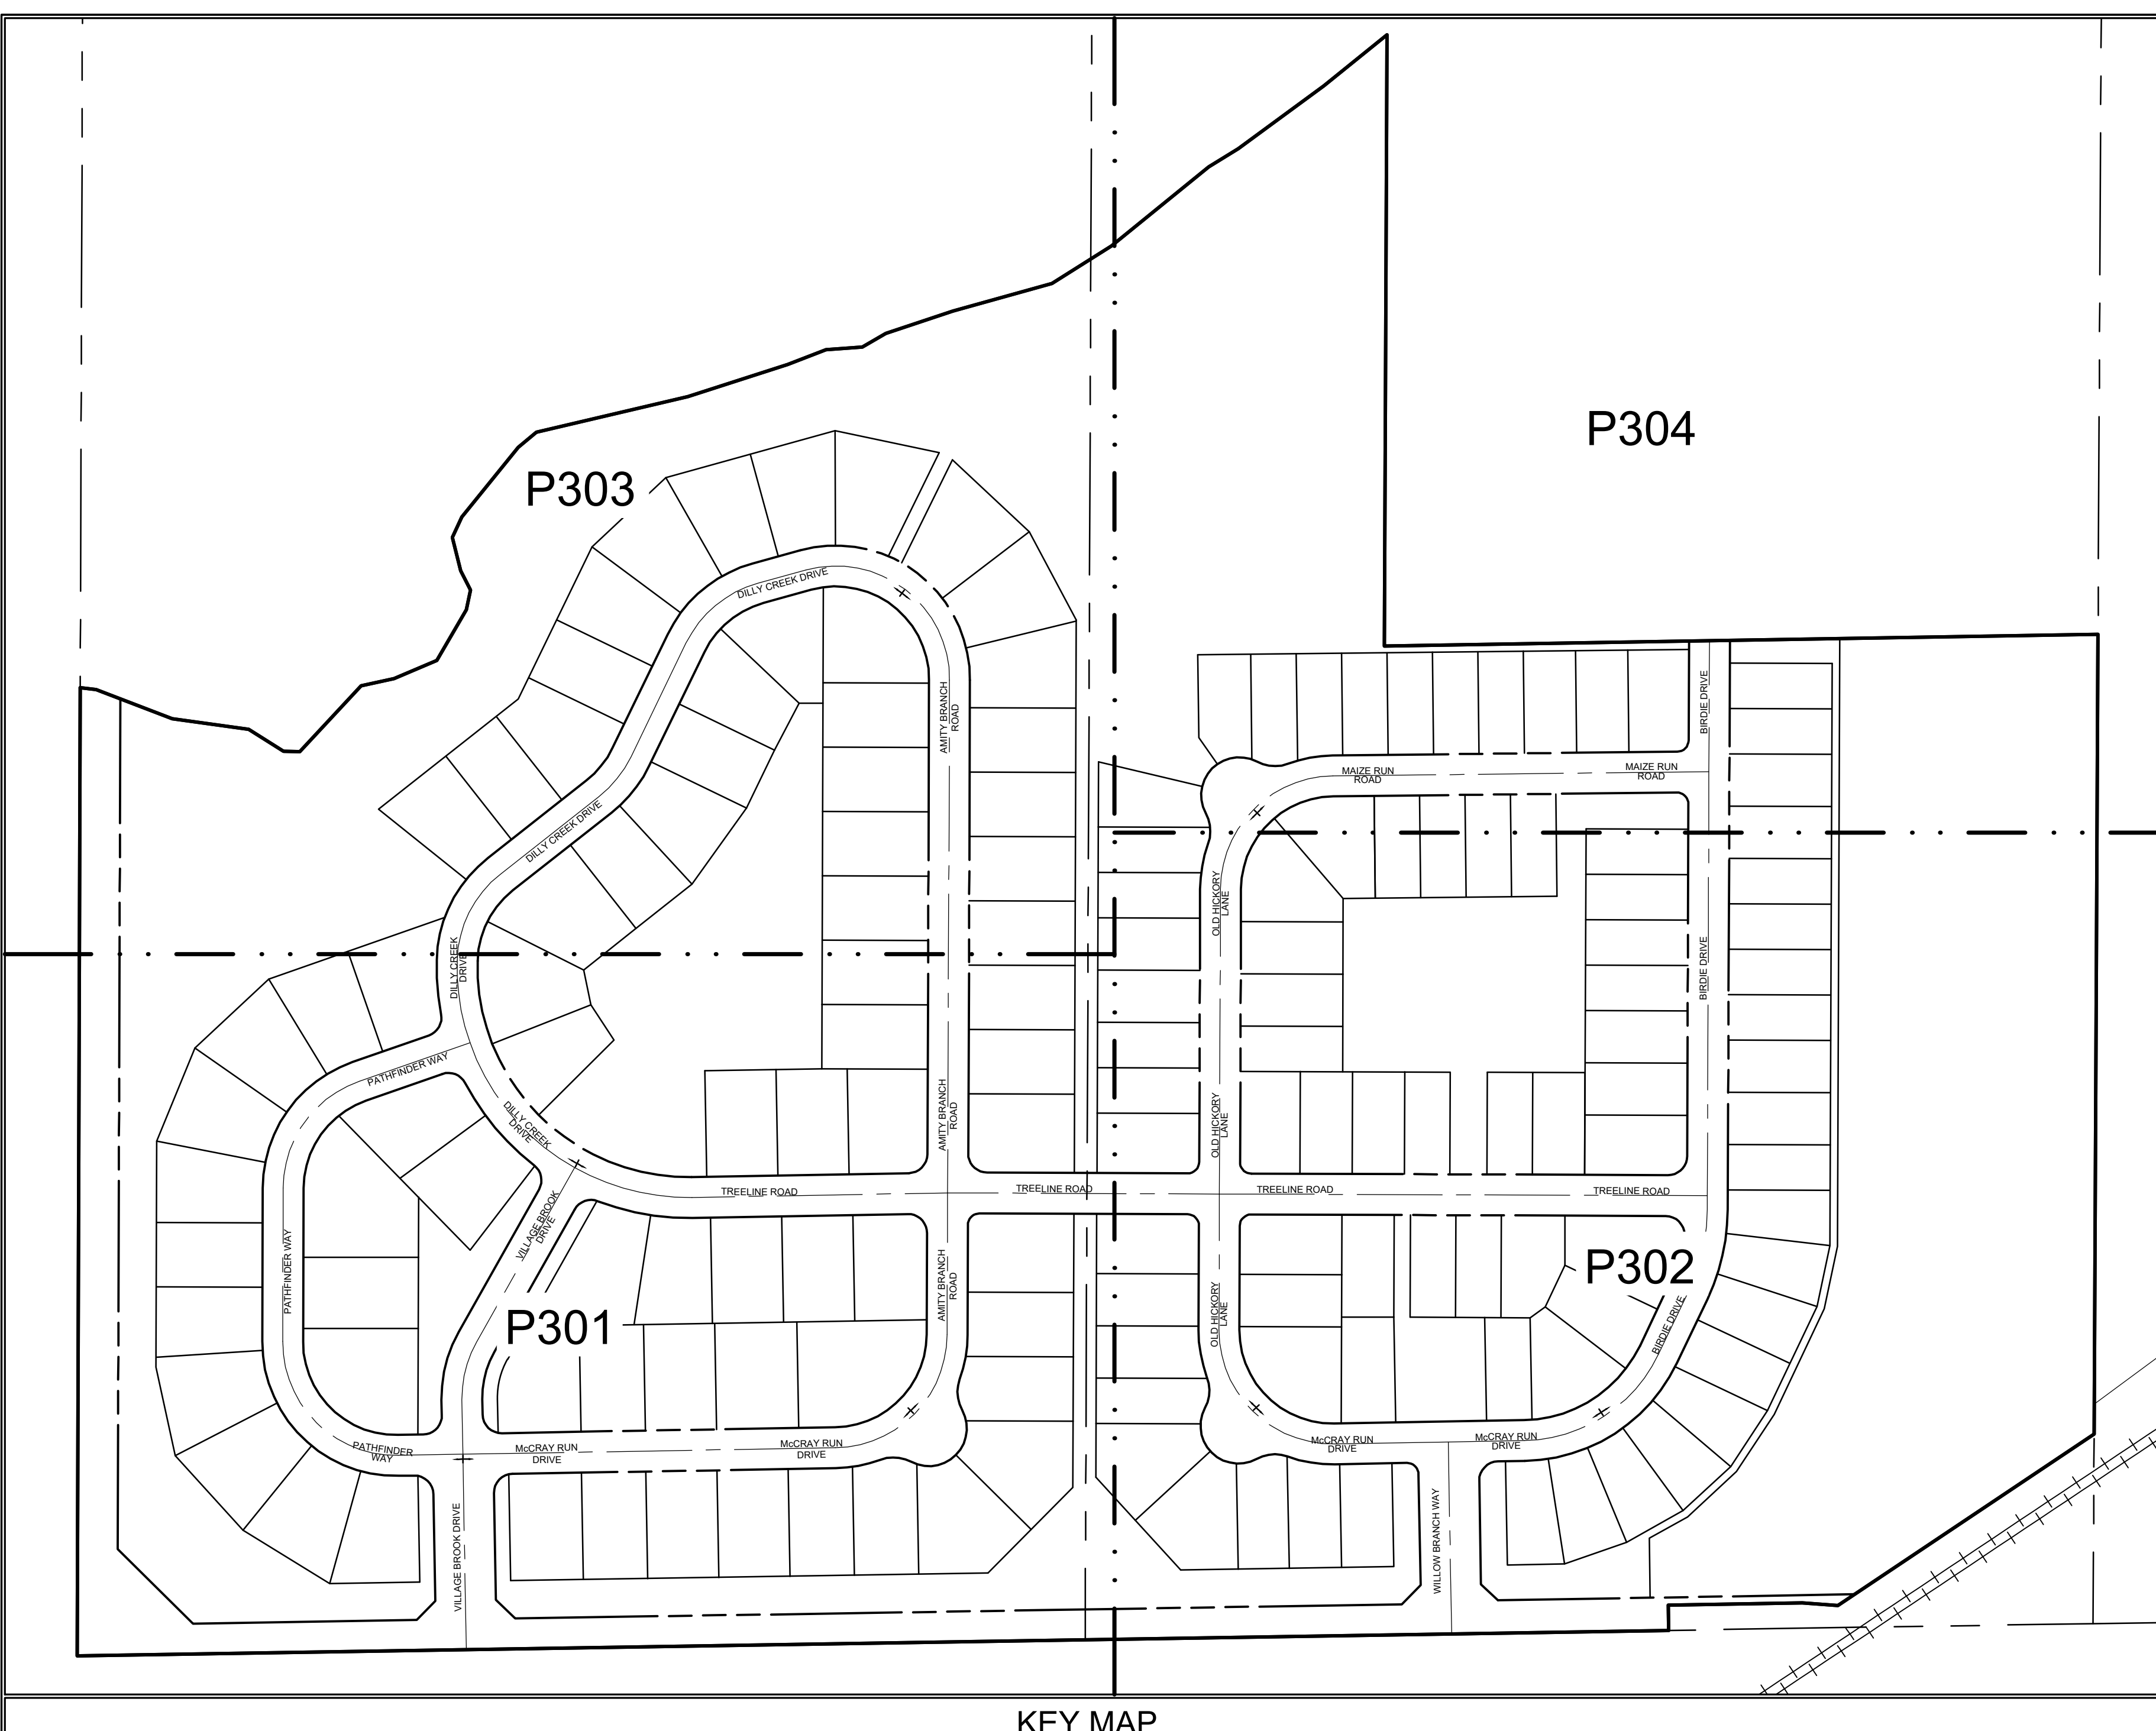 P304
P303
DILLY CREEK DRIVE
AMITY BRANCH
ROAD
BIRDIE DRIVE
MAIZE RUN
ROAD
MAIZE RUN
ROAD
DILLY CREEK DRIVE
OLD HICKORY
LANE
DILLY CREEK
DRIVE
BIRDIE DRIVE
PATHFINDER WAY
DILLY CREEK
DRIVE
AMITY BRANCH
ROAD
OLD HICKORY
LANE
TREELINE ROAD
TREELINE ROAD
TREELINE ROAD
TREELINE ROAD
VILLAGE BROOK
DRIVE
PATHFINDER WAY
AMITY BRANCH
ROAD
OLD HICKORY
LANE
P302
P301
BIRDIE DRIVE
PATHFINDER
WAY
McCRAY RUN
DRIVE
McCRAY RUN
DRIVE
McCRAY RUN
DRIVE
McCRAY RUN
DRIVE
VILLAGE BROOK DRIVE
WILLOW BRANCH WAY
KEY MAP